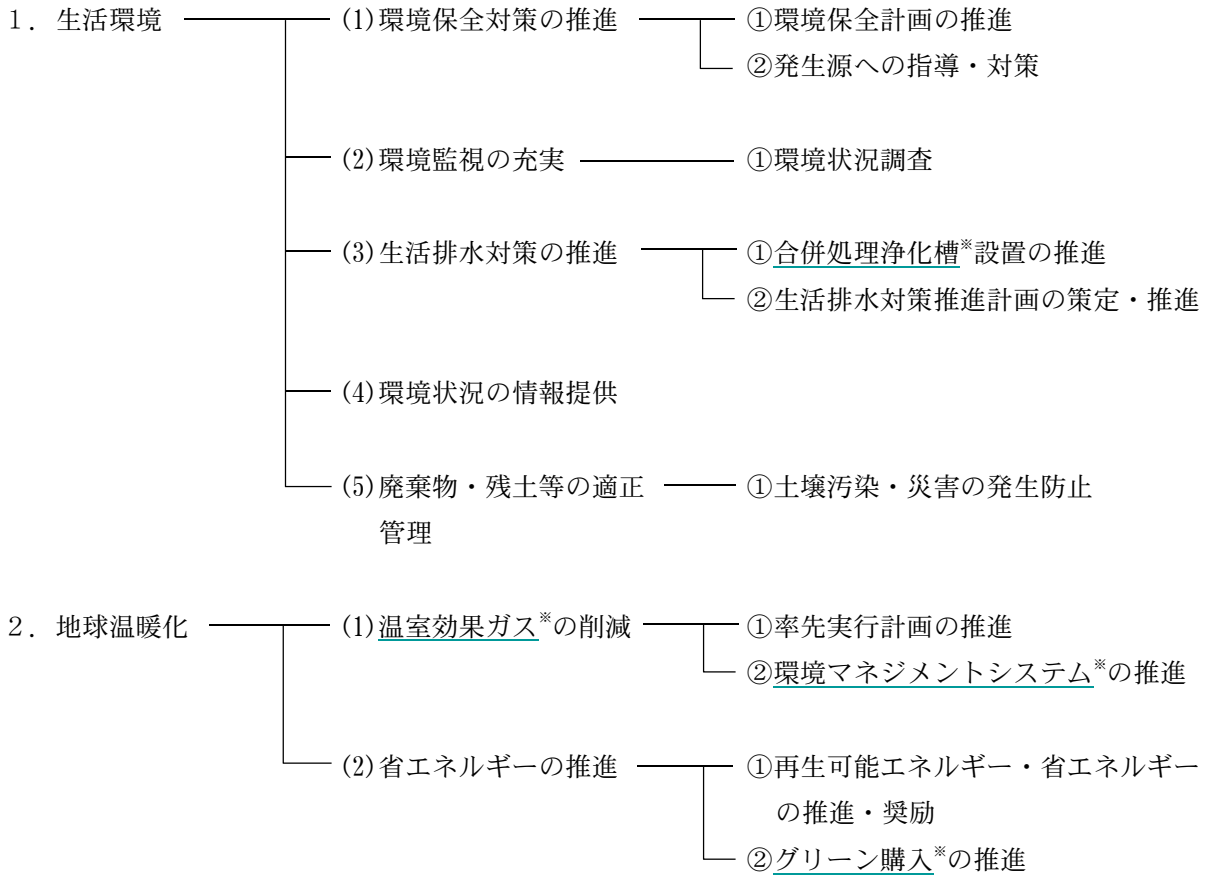 １．生活環境
(1)環境保全対策の推進
①環境保全計画の推進
②発生源への指導・対策
(2)環境監視の充実
①環境状況調査
(3)生活排水対策の推進
①合併処理浄化槽※設置の推進
②生活排水対策推進計画の策定・推進
(4)環境状況の情報提供
(5)廃棄物・残土等の適正
管理
①土壌汚染・災害の発生防止
２．地球温暖化
(1)温室効果ガス※の削減
①率先実行計画の推進
②環境マネジメントシステム※の推進
(2)省エネルギーの推進
①再生可能エネルギー・省エネルギー
の推進・奨励
②グリーン購入※の推進